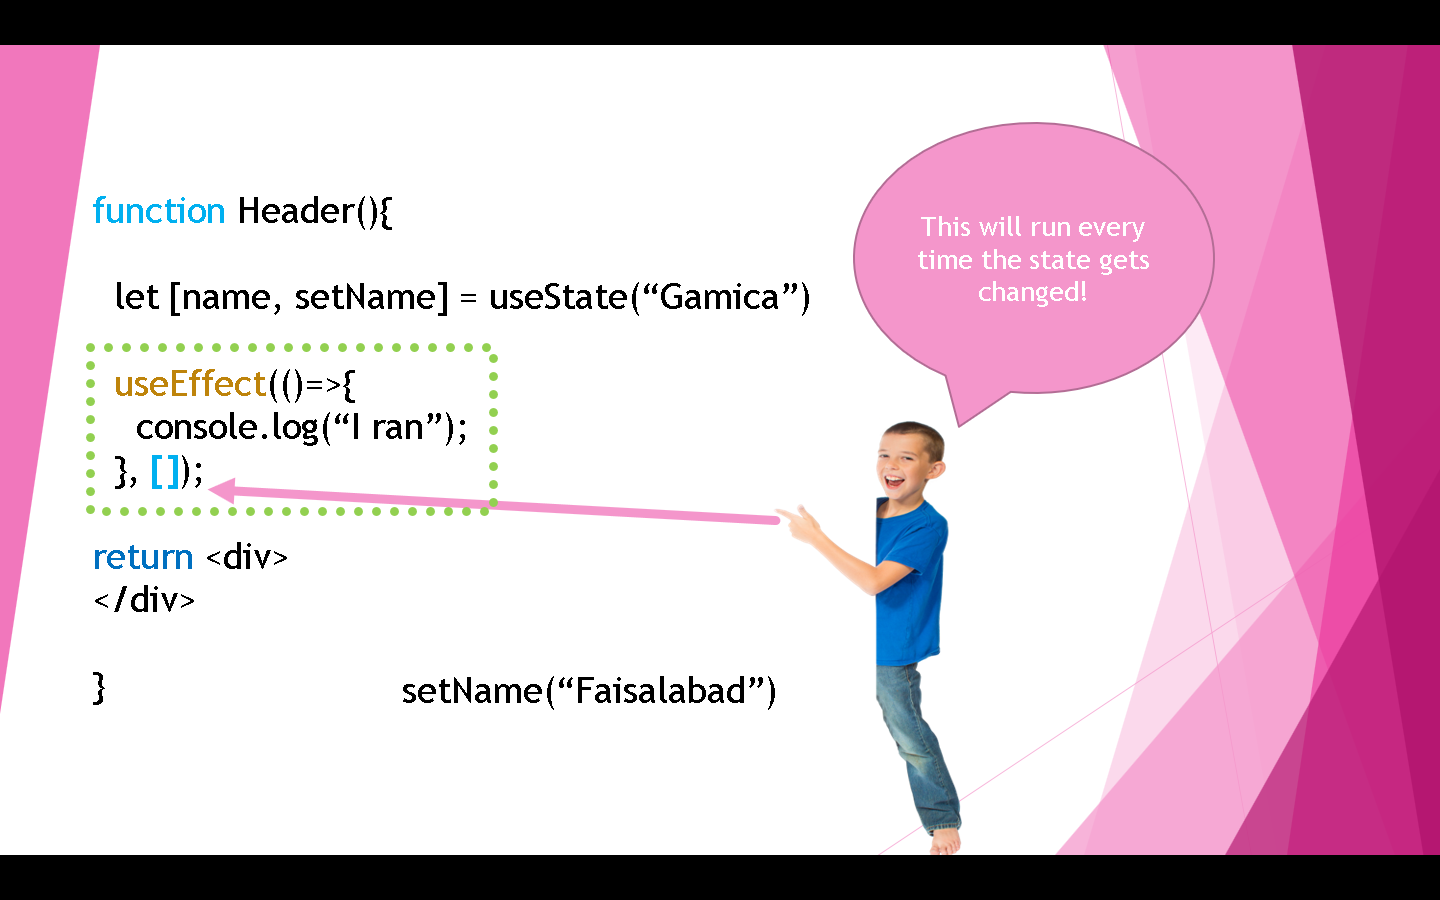 function Header(){
let [name, setName] = useState(“Gamica”)
useEffect(()=>{
console.log(“I ran”);
}, []);
return <div>
</div>
}
setName(“Faisalabad”)
This will run every
time the state gets
changed!